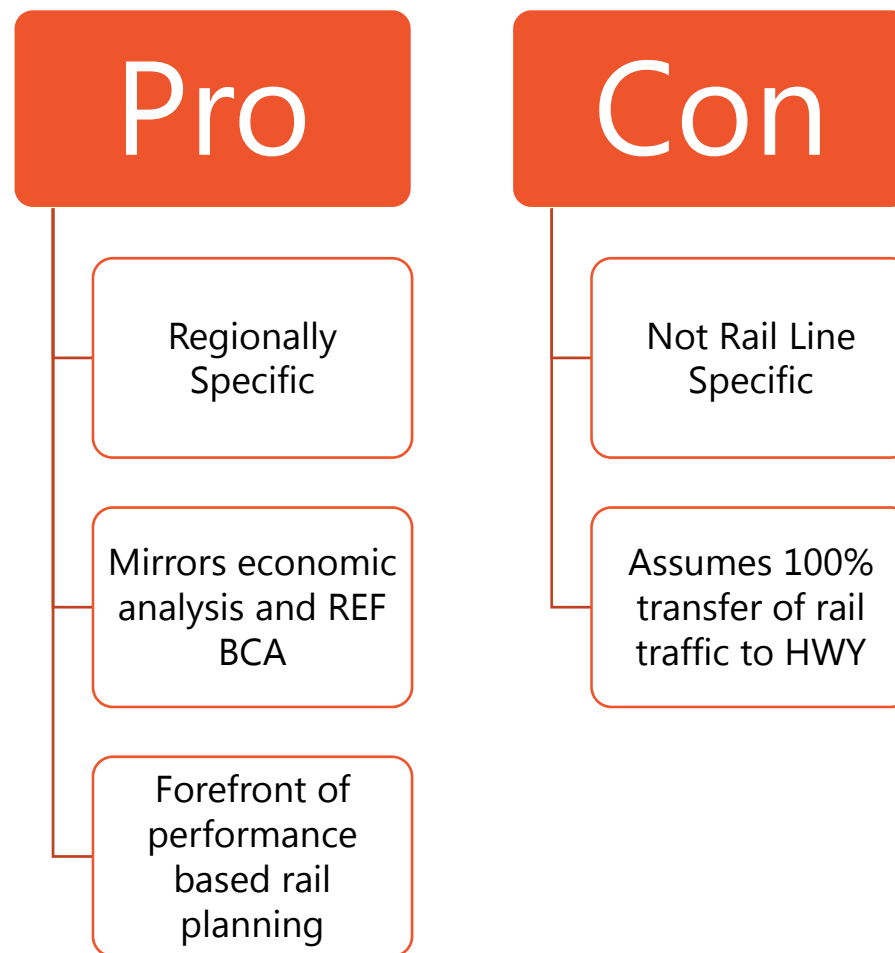 Pro
Regionally
Specific
Mirrors economic
analysis and REF
BCA
Forefront of
performance
based rail
planning
Con
Not Rail Line
Specific
Assumes 100%
transfer of rail
traffic to HWY